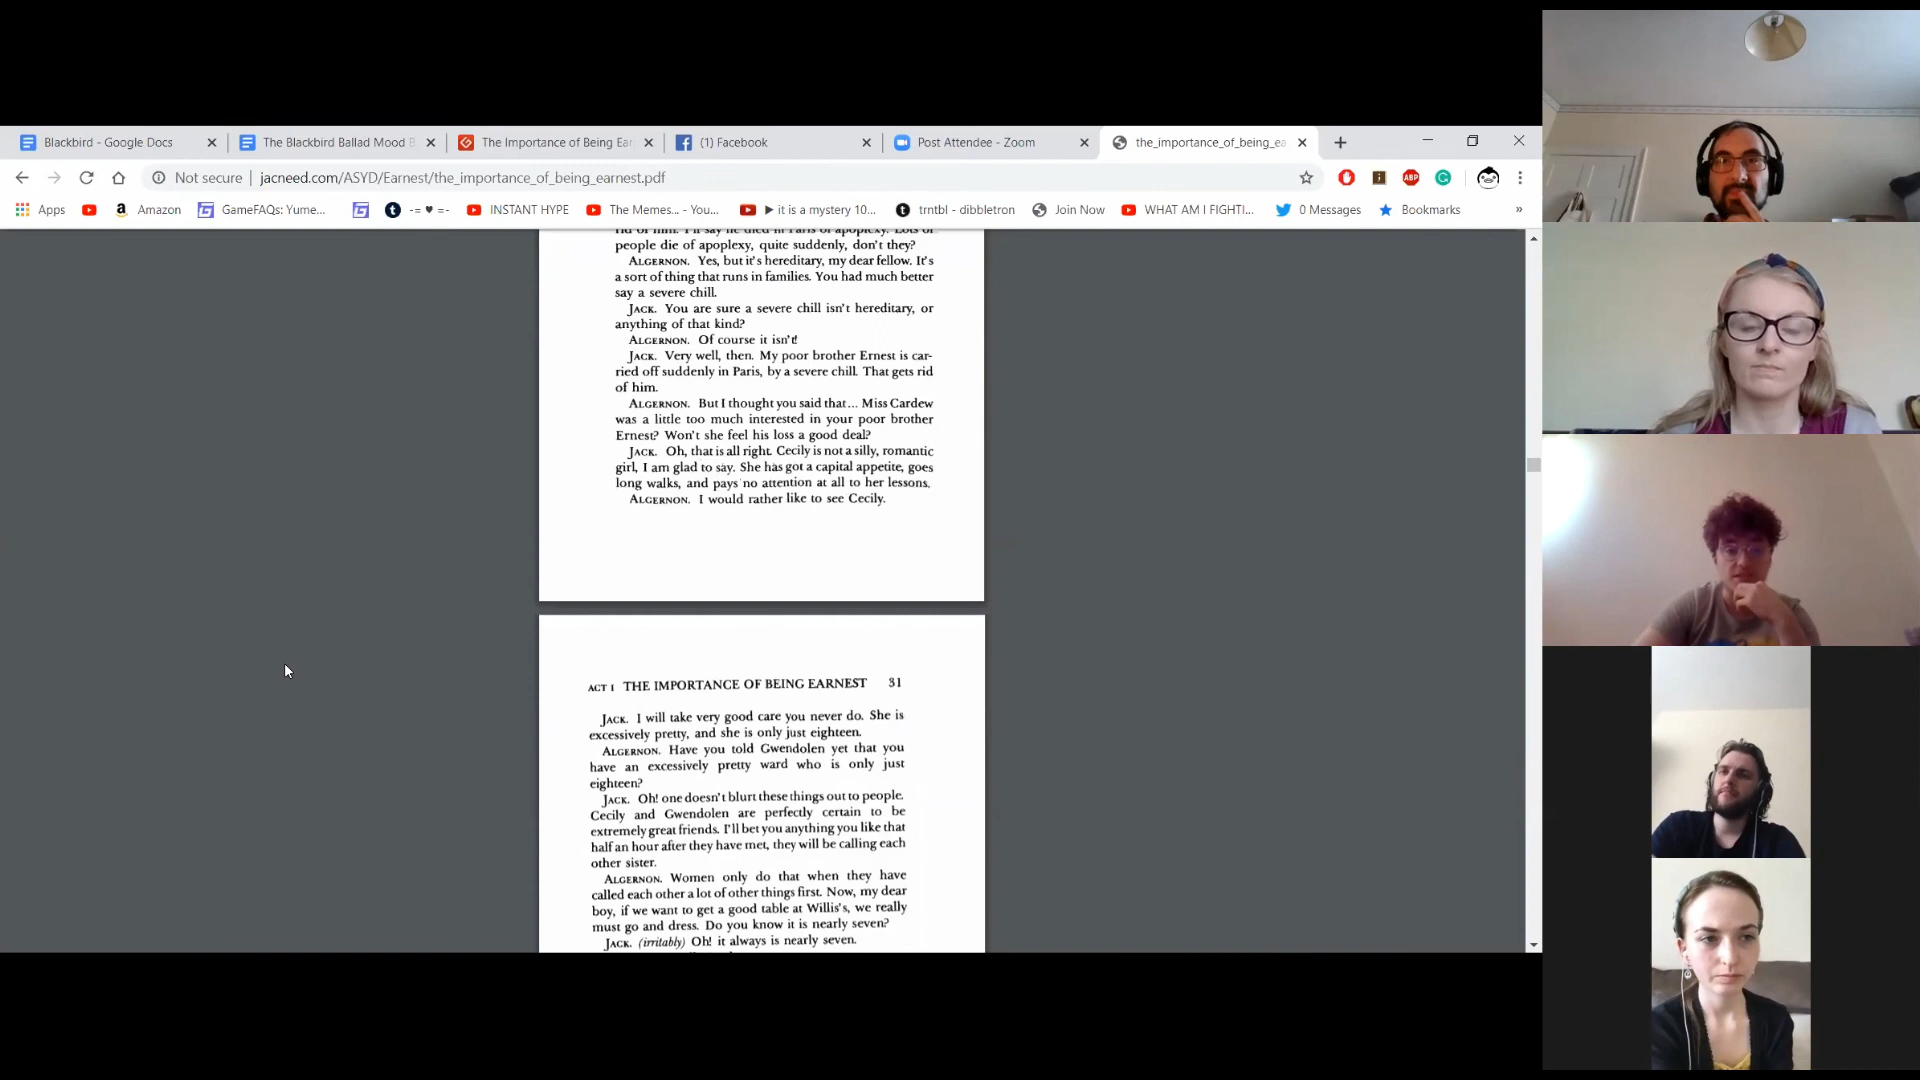 Blackbird - Google Docs
The Blackbird Ballad Mood B
The Importance of Being Ear
(1) Facebook
Post Attendee - Zoom
the_importance_of_being_ea
Not secure | jacneed.com/ASYD/Earnest/the_importance_of_being_earnest.pdf
ABP
Apps
Amazon
GameFAQs: Yume...
-= ♥ =-
INSTANT HYPE
The Memes... - You...
▶ it is a mystery 10...
trntbl - dibbletron
Join Now
WHAT AM I FIGHTI...
0 Messages
Bookmarks
»
rid of him. I'll say he died in Paris of apoplexy. Lots of
people die of apoplexy, quite suddenly, don't they?
ALGERNON. Yes, but it's hereditary, my dear fellow. It's
a sort of thing that runs in families. You had much better
say a severe chill.
JACK. You are sure a severe chill isn't hereditary, or
anything of that kind?
ALGERNON. Of course it isn't!
JACK. Very well, then. My poor brother Ernest is car-
ried off suddenly in Paris, by a severe chill. That gets rid
of him.
ALGERNON. But I thought you said that... Miss Cardew
was a little too much interested in your poor brother
Ernest? Won't she feel his loss a good deal?
JACK. Oh, that is all right. Cecily is not a silly, romantic
girl, I am glad to say. She has got a capital appetite, goes
long walks, and pays no attention at all to her lessons.
ALGERNON. I would rather like to see Cecily.
ACT I THE IMPORTANCE OF BEING EARNEST 31
JACK. I will take very good care you never do. She is
excessively pretty, and she is only just eighteen.
ALGERNON. Have you told Gwendolen yet that you
have an excessively pretty ward who is only just
eighteen?
JACK. Oh! one doesn't blurt these things out to people.
Cecily and Gwendolen are perfectly certain to be
extremely great friends. I'll bet you anything you like that
half an hour after they have met, they will be calling each
other sister.
ALGERNON. Women only do that when they have
called each other a lot of other things first. Now, my dear
boy, if we want to get a good table at Willis's, we really
must go and dress. Do you know it is nearly seven?
JACK. (irritably) Oh! it always is nearly seven.